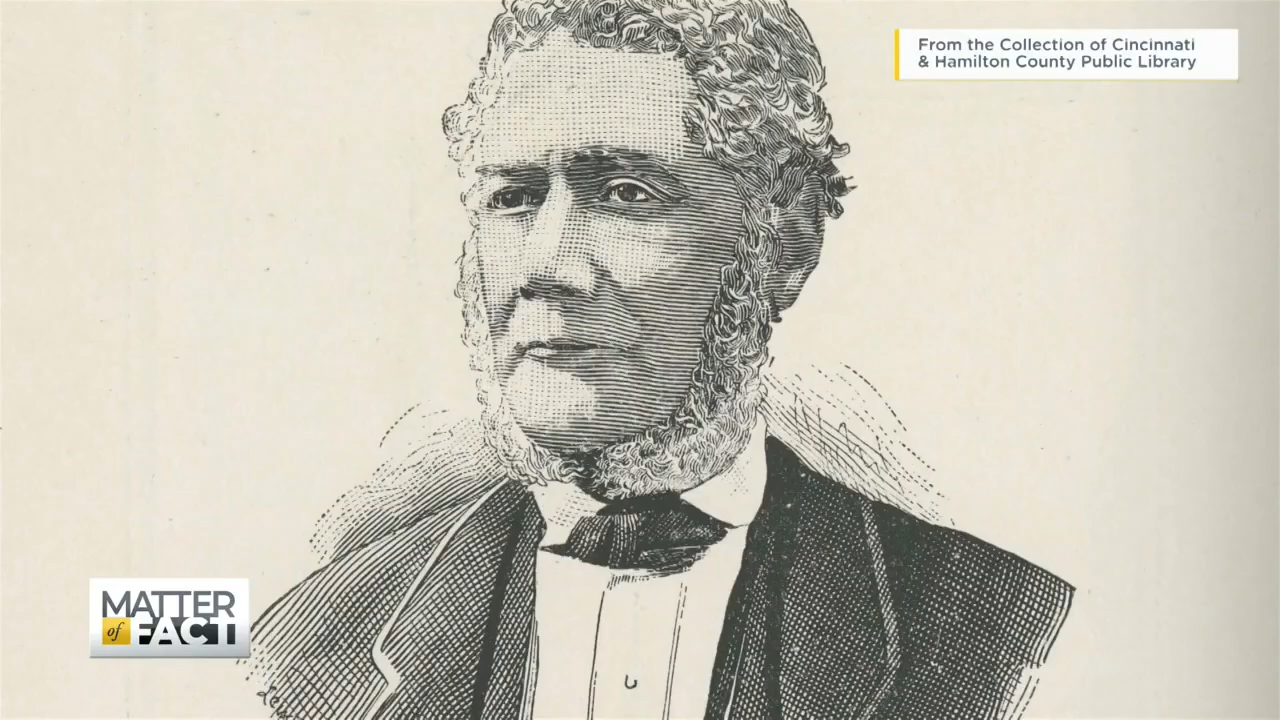 From the Collection of Cincinnati
& Hamilton County Public Library
MATTER
of FACT